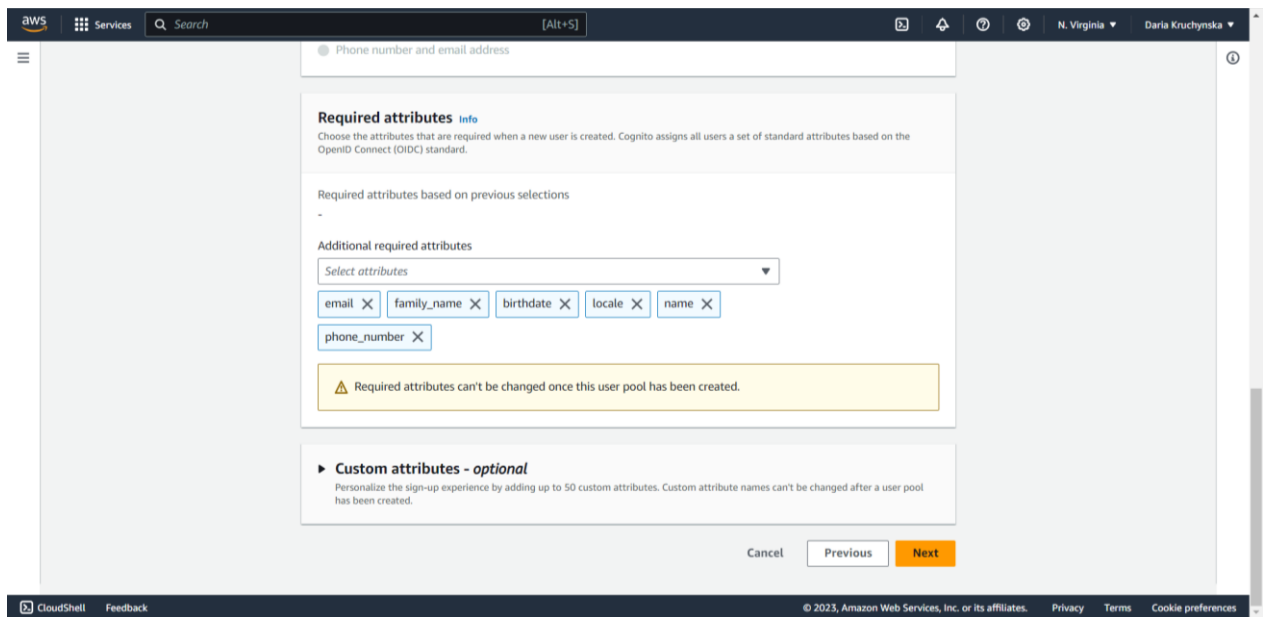 aws Services Search [Alt+S] N. Virginia ▼ Daria Kruchynska ▼
Phone number and email address
Required attributes Info
Choose the attributes that are required when a new user is created. Cognito assigns all users a set of standard attributes based on the
OpenID Connect (OIDC) standard.
Required attributes based on previous selections
-
Additional required attributes
Select attributes
email family_name birthdate locale name
phone_number
Required attributes can't be changed once this user pool has been created.
Custom attributes - optional
Personalize the sign-up experience by adding up to 50 custom attributes. Custom attribute names can't be changed after a user pool
has been created.
Cancel Previous Next
CloudShell Feedback © 2023, Amazon Web Services, Inc. or its affiliates. Privacy Terms Cookie preferences